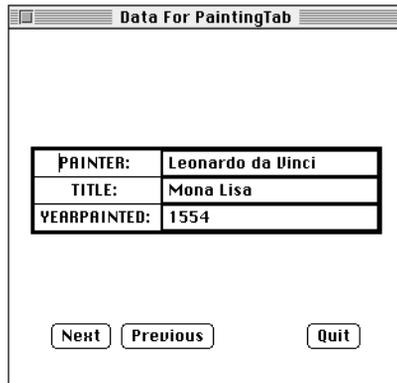 Data For PaintingTab
PAINTER: Leonardo da Vinci
TITLE: Mona Lisa
YEARPAINTED: 1554
Next Previous Quit